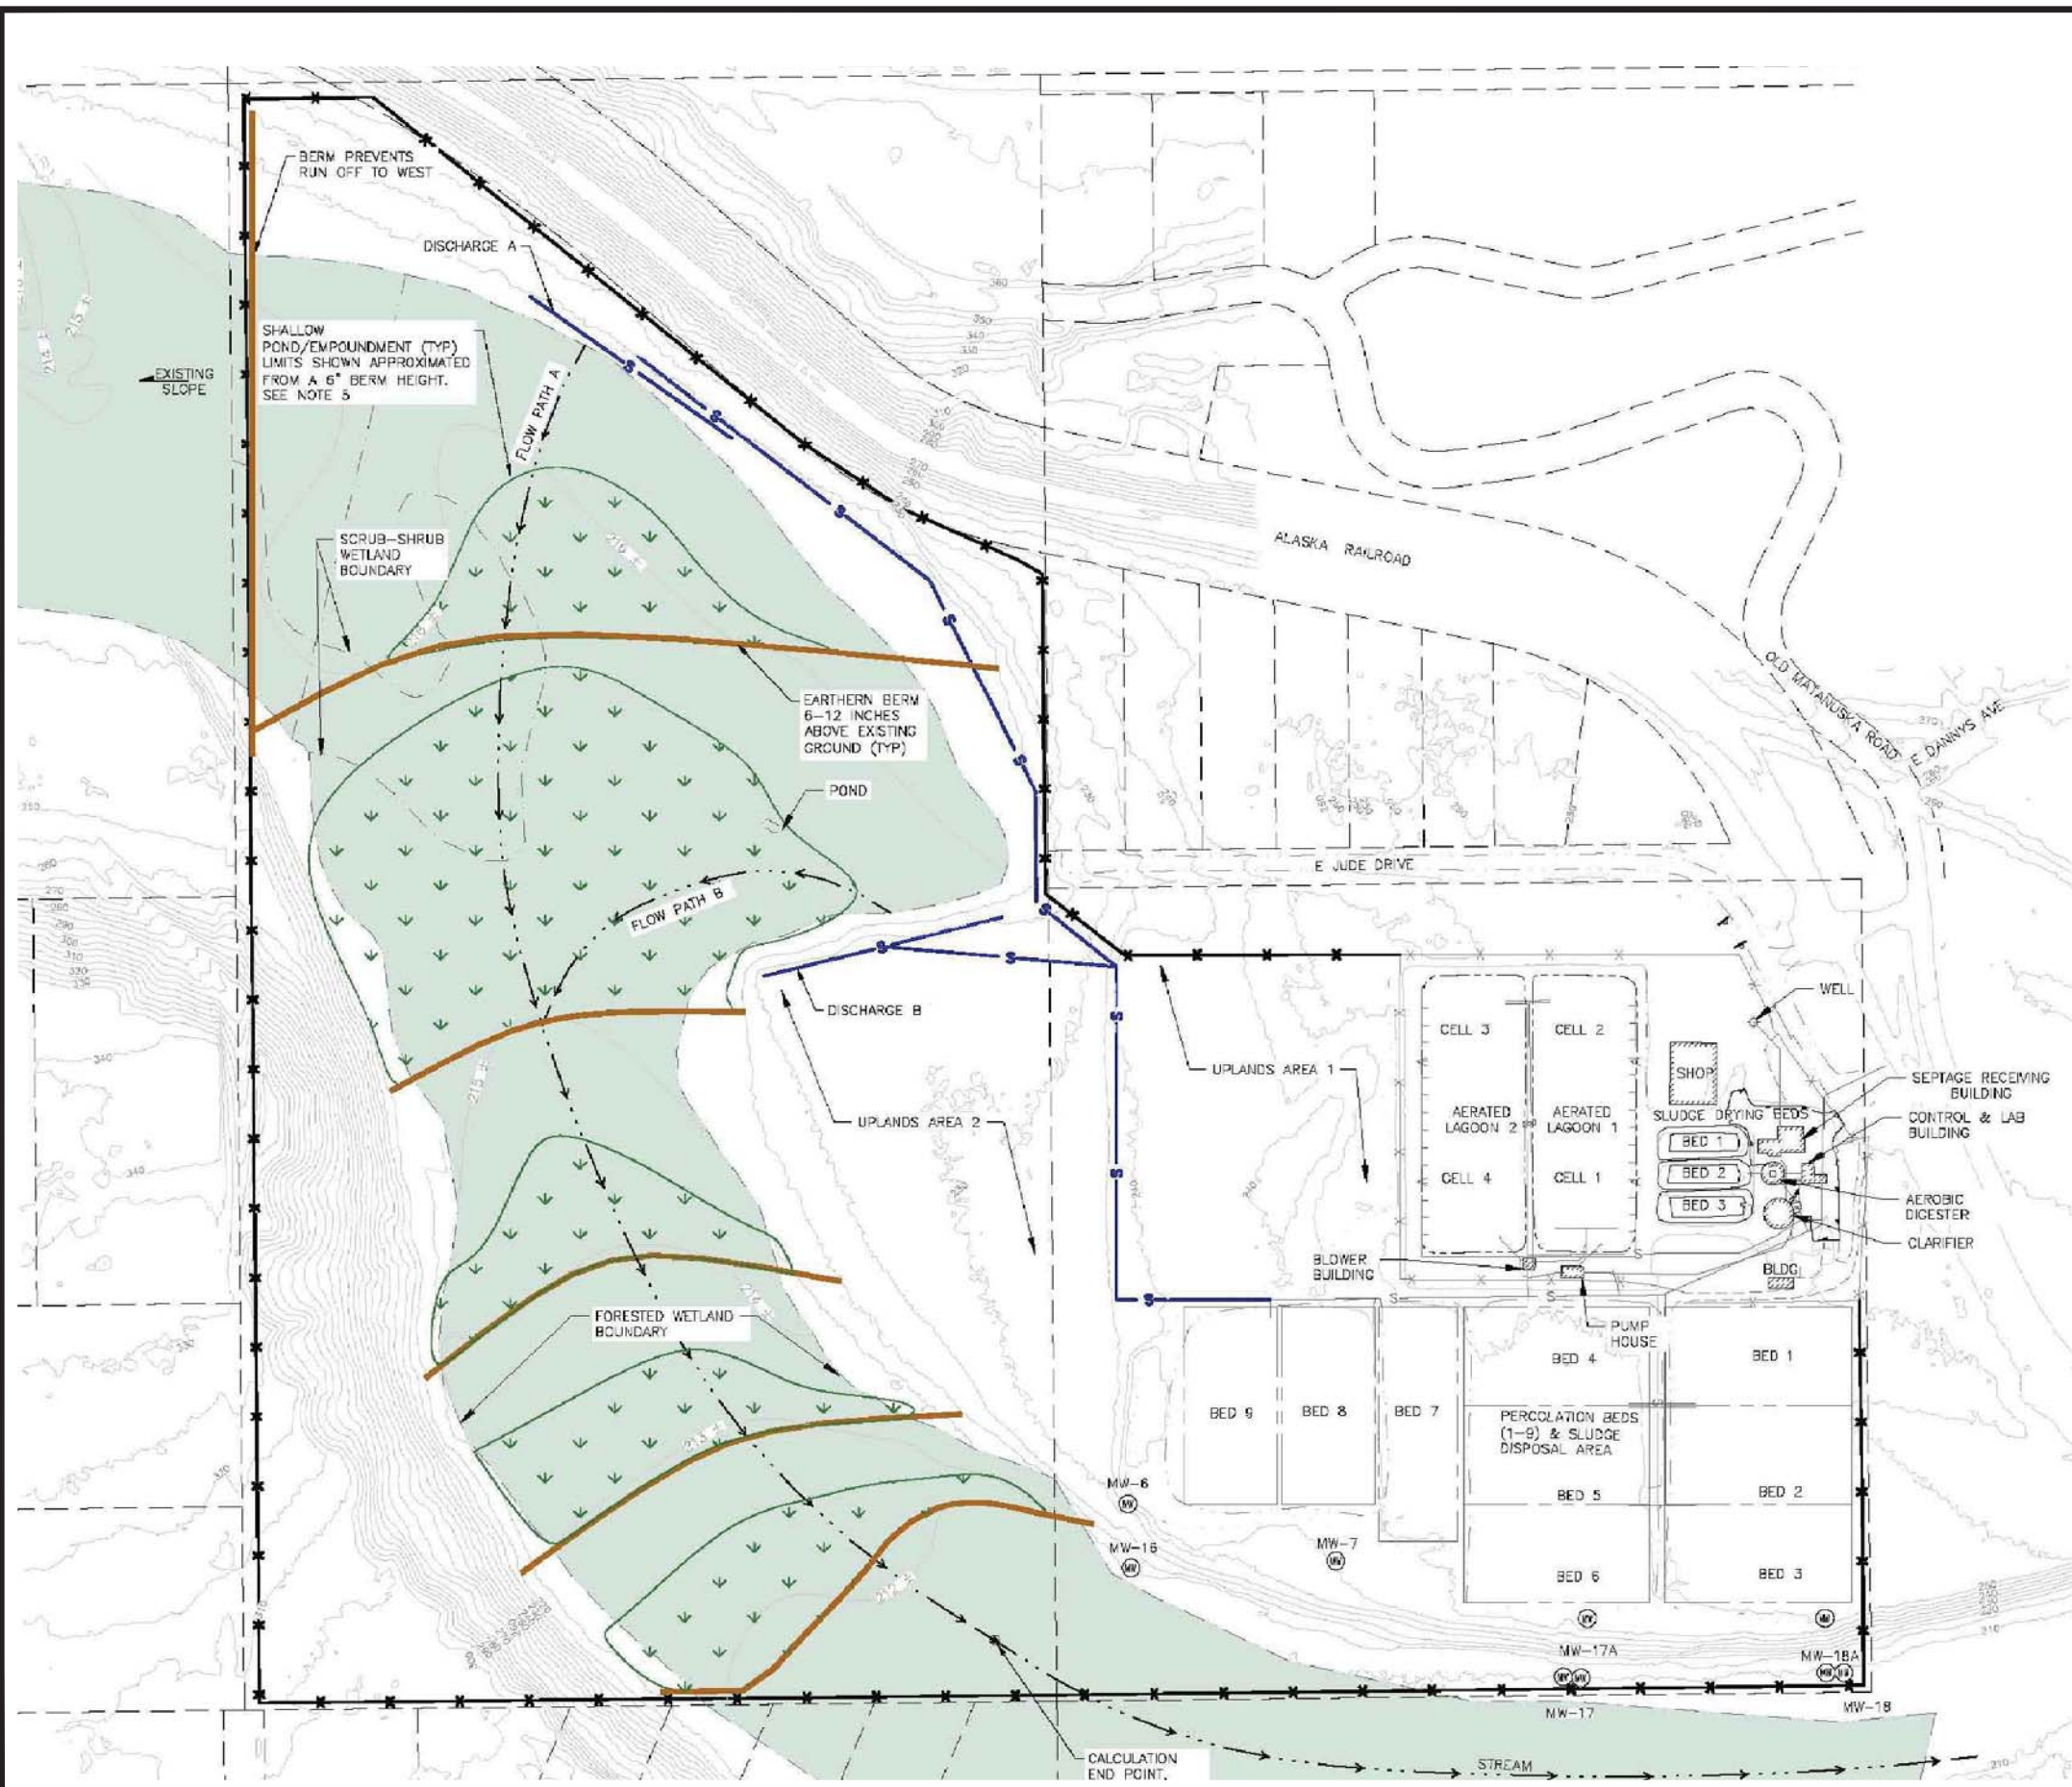 BERM PREVENTS
RUN OFF TO WEST
DISCHARGE A
SHALLOW
POND/EMPOUNDMENT (TYP)
LIMITS SHOWN APPROXIMATED
FROM A 6" BERM HEIGHT.
SEE NOTE 5
EXISTING
SLOPE
FLOW PATH A
SCRUB-SHRUB
WETLAND
BOUNDARY
ALASKA RAILROAD
OLD MATANUSKA ROAD
E DANNYS AVE
EARTHERN BERM
6-12 INCHES
ABOVE EXISTING
GROUND (TYP)
POND
E JUDE DRIVE
FLOW PATH B
DISCHARGE B
WELL
CELL 3
CELL 2
SHOP
UPLANDS AREA 1
SEPTAGE RECEIVING
BUILDING
UPLANDS AREA 2
AERATED
LAGOON 2
AERATED
LAGOON 1
SLUDGE DRYING BEDS
CONTROL & LAB
BUILDING
BED 1
BED 2
BED 3
CELL 4
CELL 1
AEROBIC
DIGESTER
CLARIFIER
BLOWER
BUILDING
BLDG
FORESTED WETLAND
BOUNDARY
PUMP
HOUSE
BED 4
BED 1
BED 9
BED 8
BED 7
PERCOLATION BEDS
(1-9) & SLUDGE
DISPOSAL AREA
BED 5
BED 2
MW-6
MW-16
MW-7
BED 6
BED 3
MW-17A
MW-18A
MW-17
MW-18
CALCULATION
END POINT,
STREAM